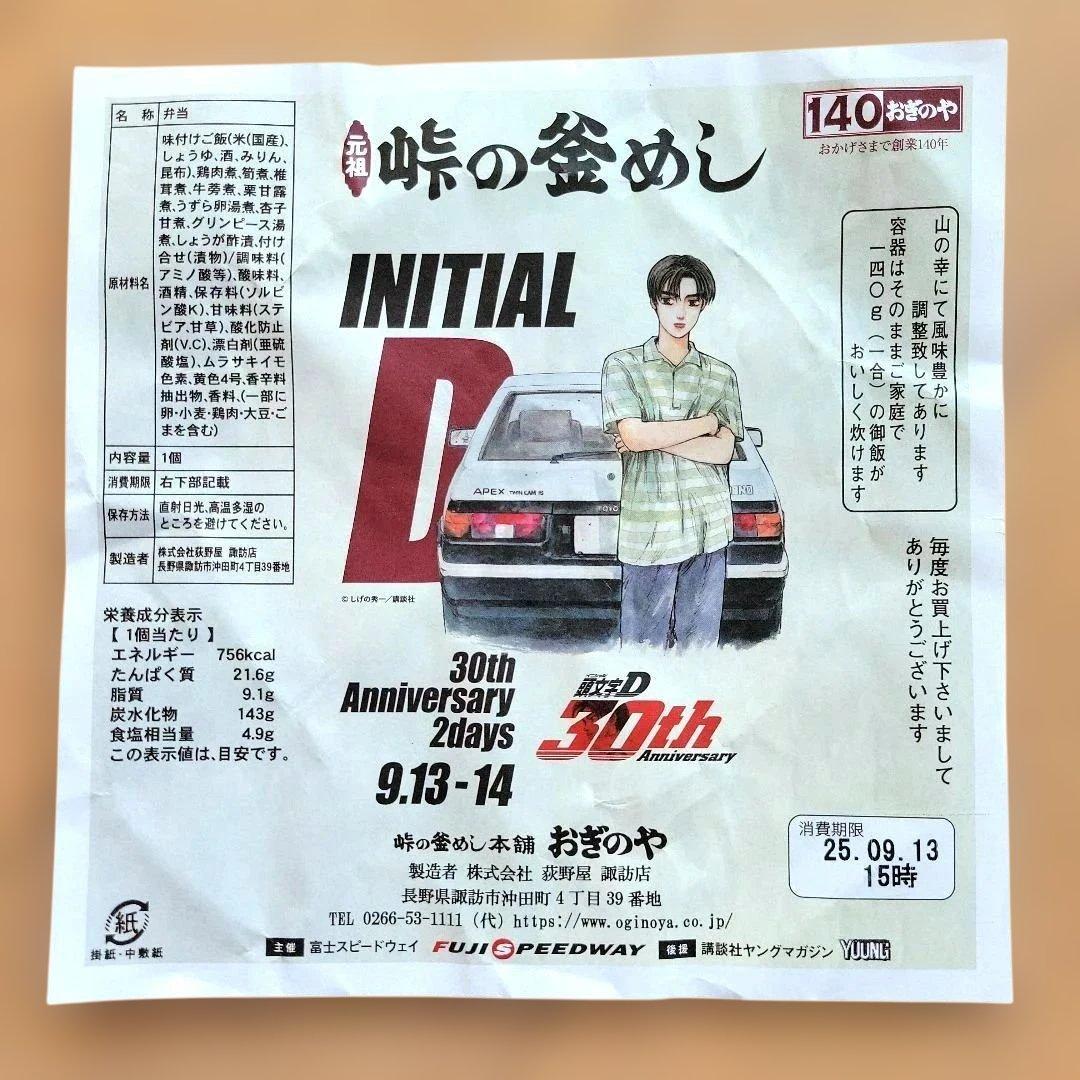 名 称 弁当
原材料名
味付けご飯(米(国産)、
しょうゆ、酒、みりん、
昆布)、鶏肉煮、筍煮、椎
茸煮、牛蒡煮、栗甘露
煮、うずら卵湯煮、杏子
甘煮、グリンピース湯
煮、しょうが酢漬、付け
合せ(漬物)/調味料(
アミノ酸等)、酸味料、
酒精、保存料(ソルビ
ン酸K)、甘味料(ステ
ビア、甘草)、酸化防止
剤(V.C)、漂白剤(亜硫
酸塩)、ムラサキイモ
色素、黄色4号、香辛料
抽出物、香料、(一部に
卵・小麦・鶏肉・大豆・ご
まを含む)
内容量 1個
消費期限 右下部記載
保存方法 直射日光、高温多湿の
ところを避けてください。
製造者 株式会社荻野屋 諏訪店
長野県諏訪市沖田町4丁目39番地
栄養成分表示
【 1個当たり 】
エネルギー 756kcal
たんぱく質 21.6g
脂質 9.1g
炭水化物 143g
食塩相当量 4.9g
この表示値は、目安です。
紙
掛紙・中敷紙
元祖 峠の釜めし
140 おぎのや
おかげさまで創業140年
INITIAL
D
APEX TWIN CAM 16
© しげの秀一/講談社
30th
Anniversary
2days
9.13-14
頭文字D
30th
Anniversary
山の幸にて風味豊かに
調整致してあります
容器はそのままご家庭で
一四〇g(一合)の御飯が
おいしく炊けます
毎度お買上げ下さいまして
ありがとうございます
消費期限
25.09.13
15時
峠の釜めし本舗 おぎのや
製造者 株式会社 荻野屋 諏訪店
長野県諏訪市沖田町4丁目39番地
TEL 0266-53-1111 (代) https://www.oginoya.co.jp/
主催 富士スピードウェイ FUJI SPEEDWAY 後援 講談社ヤングマガジン